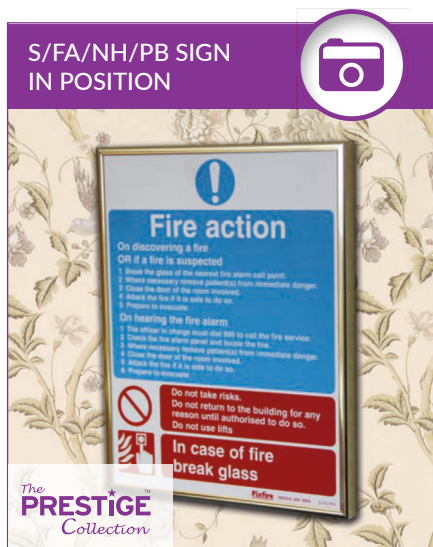 S/FA/NH/PB SIGN
IN POSITION
Fire action
On discovering a fire
OR if a fire is suspected
1 Break the glass of the nearest fire alarm call point.
2 Where necessary remove patient(s) from immediate danger.
3 Close the door of the room involved.
4 Attack the fire if it is safe to do so.
5 Prepare to evacuate.
On hearing the fire alarm
1 The officer in charge must dial 999 to call the fire service.
2 Check the fire alarm panel and locate the fire.
3 Where necessary remove patient(s) from immediate danger.
4 Close the door of the room involved.
5 Attack the fire if it is safe to do so.
6 Prepare to evacuate.
Do not take risks.
Do not return to the building for any
reason until authorised to do so.
Do not use lifts
In case of fire
break glass
Fixfire
The
PRESTIGE™
Collection